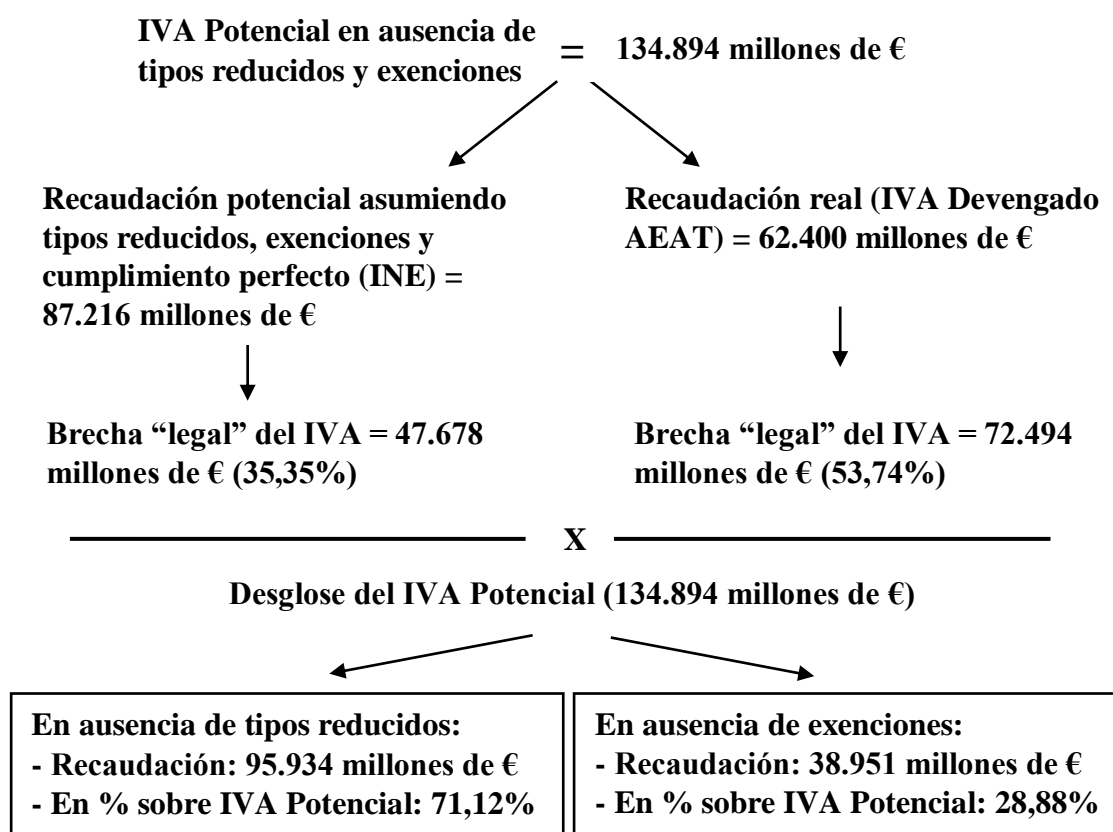 IVA Potencial en ausencia de
tipos reducidos y exenciones
= 134.894 millones de €
Recaudación potencial asumiendo
tipos reducidos, exenciones y
cumplimiento perfecto (INE) =
87.216 millones de €
Recaudación real (IVA Devengado
AEAT) = 62.400 millones de €
Brecha “legal” del IVA = 47.678
millones de € (35,35%)
Brecha “legal” del IVA = 72.494
millones de € (53,74%)
X
Desglose del IVA Potencial (134.894 millones de €)
En ausencia de tipos reducidos:
- Recaudación: 95.934 millones de €
- En % sobre IVA Potencial: 71,12%
En ausencia de exenciones:
- Recaudación: 38.951 millones de €
- En % sobre IVA Potencial: 28,88%